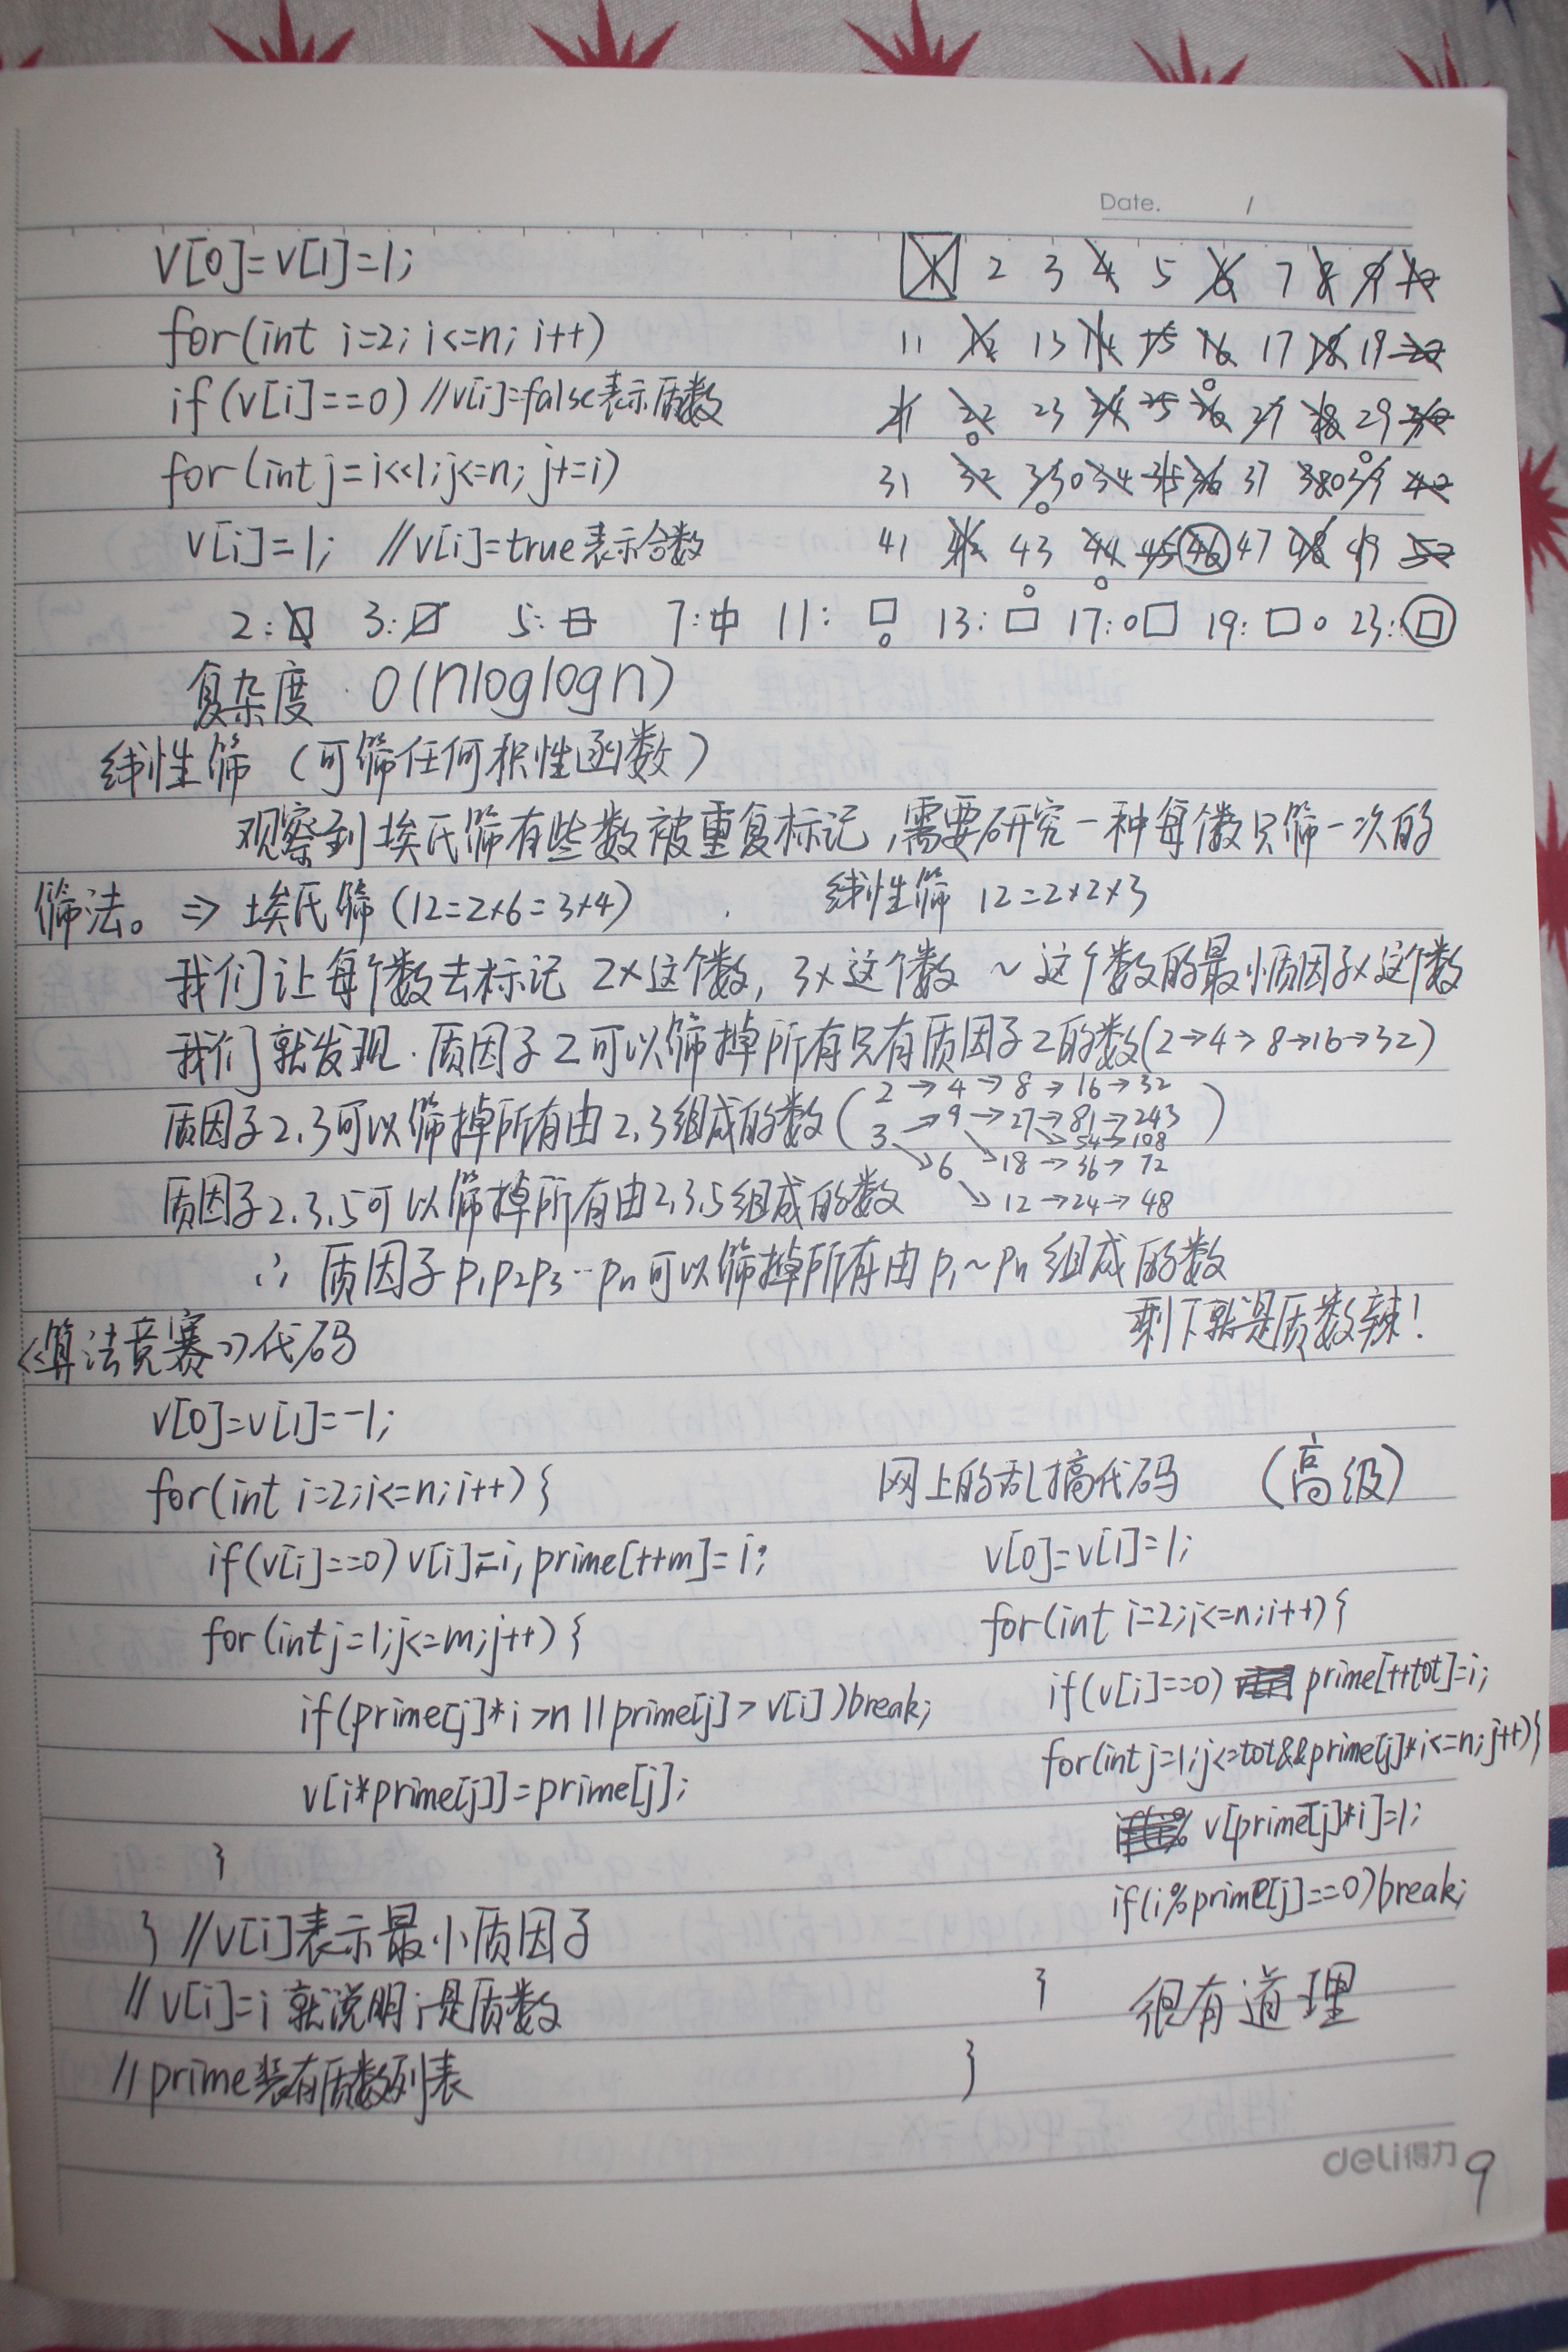 Date. /
v[0]=v[1]=1;
for(int i=2; i<=n; i++)
if(v[i]==0) //v[i]=false表示质数
for(int j=i<<1;j<=n; j+=i)
v[i]=1; //v[i]=true表示合数
1 2 3 4 5 6 7 8 9 10
11 12 13 14 15 16 17 18 19 20
21 22 23 24 25 26 27 28 29 30
31 32 33 34 35 36 37 38 39 40
41 42 43 44 45 46 47 48 49 50
2: 3: 5: 7: 11: 13: 17: 19: 23:
复杂度 O(nloglogn)
线性筛 (可筛任何积性函数)
观察到埃氏筛有些数被重复标记,需要研究一种每个数只筛一次的
筛法。⇒ 埃氏筛(12=2×6=3×4) , 线性筛 12=2×2×3
我们让每个数去标记 2×这个数, 3×这个数 ~ 这个数的最小质因子×这个数
我们就发现.质因子2可以筛掉所有只有质因子2的数(2→4→8→16→32)
质因子2,3可以筛掉所有由2,3组成的数(
2→4→8→16→32
3→9→27→81→243
↘54→108
↘6 ↘18→36→72
↘12→24→48
)
质因子2,3,5可以筛掉所有由2,3,5组成的数
∴ 质因子p₁p₂p₃…pₙ可以筛掉所有由p₁~pₙ组成的数
剩下就是质数辣!
《算法竞赛》代码
v[0]=v[1]=-1;
for(int i=2;i<=n;i++){
if(v[i]==0)v[i]=i,prime[++m]=i;
for(int j=1;j<=m;j++){
if(prime[j]*i>n||prime[j]>v[i])break;
v[i*prime[j]]=prime[j];
}
} //v[i]表示最小质因子
//v[i]=i就说明i是质数
//prime装有质数列表
网上的乱搞代码 (高级)
v[0]=v[1]=1;
for(int i=2;i<=n;i++){
if(v[i]==0) prime[++tot]=i;
for(int j=1;j<=tot&&prime[j]*i<=n;j++){
v[prime[j]*i]=1;
if(i%prime[j]==0)break;
} 很有道理
}
deli得力 9